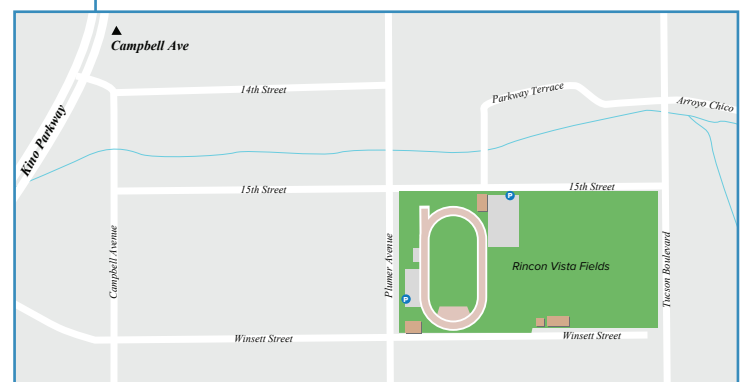 Campbell Ave
14th Street
Parkway Terrace
Arroyo Chico
Kino Parkway
15th Street
15th Street
P
Campbell Avenue
Plumer Avenue
Rincon Vista Fields
Tucson Boulevard
P
Winsett Street
Winsett Street